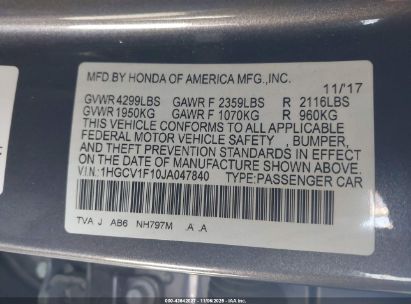 MFD BY HONDA OF AMERICA MFG.,INC. 11/17
GVWR 4299LBS GAWR F 2359LBS R 2116LBS
GVWR 1950KG GAWR F 1070KG R 960KG
THIS VEHICLE CONFORMS TO ALL APPLICABLE
FEDERAL MOTOR VEHICLE SAFETY , BUMPER,
AND THEFT PREVENTION STANDARDS IN EFFECT
ON THE DATE OF MANUFACTURE SHOWN ABOVE.
V.I.N: 1HGCV1F10JA047840 TYPE:PASSENGER CAR
TVA J AB6 NH797M .A .A